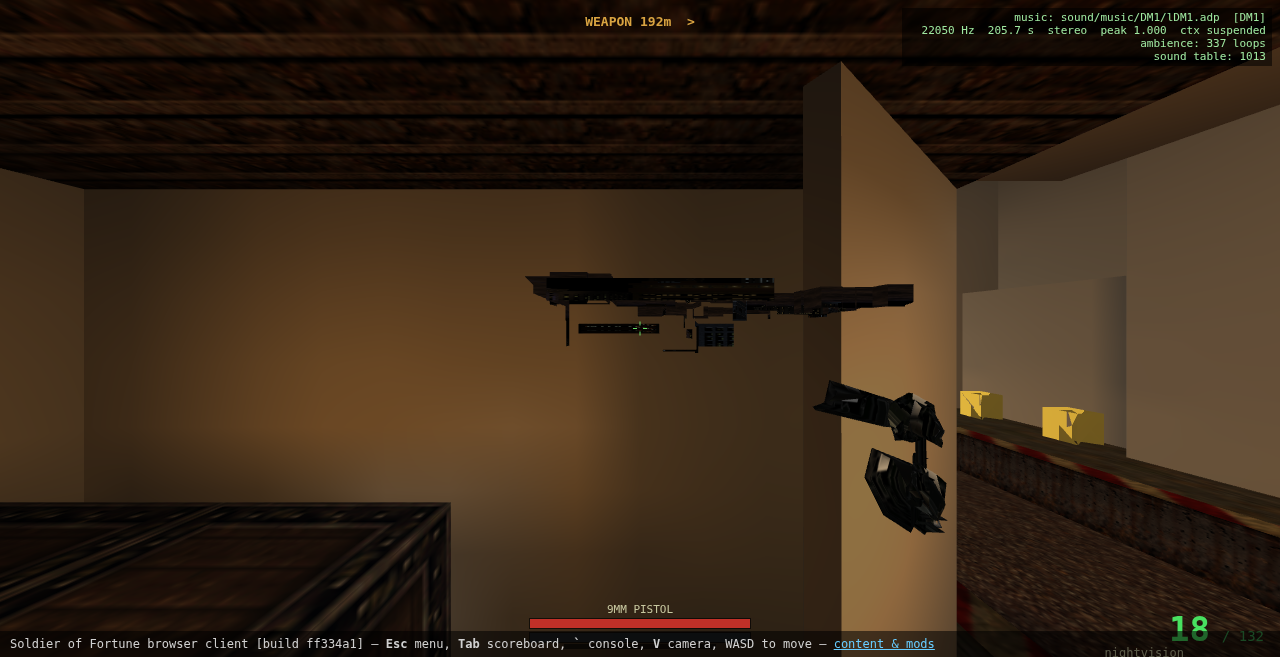 WEAPON 192m >
music: sound/music/DM1/lDM1.adp [DM1]
22050 Hz 205.7 s stereo peak 1.000 ctx suspended
ambience: 337 loops
sound table: 1013
N
N
9MM PISTOL
18 / 132
Soldier of Fortune browser client [build ff334a1] — Esc menu, Tab scoreboard, ` console, V camera, WASD to move — content & mods
nightvision